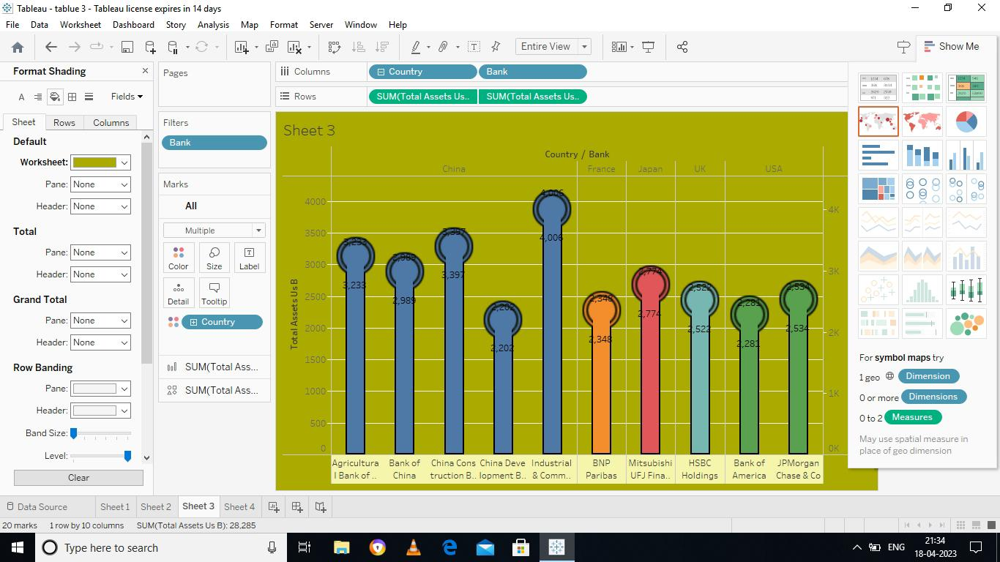 Tableau - tablue 3 - Tableau license expires in 14 days
File Data Worksheet Dashboard Story Analysis Map Format Server Window Help
Entire View
Show Me
Format Shading
Fields
Sheet Rows Columns
Default
Worksheet:
Pane: None
Header: None
Total
Pane: None
Header: None
Grand Total
Pane: None
Header: None
Row Banding
Pane:
Header:
Band Size:
Level:
Clear
Pages
Filters
Bank
Marks
All
Multiple
Color Size Label
Detail Tooltip
Country
SUM(Total Ass...
SUM(Total Ass...
Columns Country Bank
Rows SUM(Total Assets Us.. SUM(Total Assets Us..
Sheet 3
Country / Bank
China France Japan UK USA
Total Assets Us B
4000
3500
3000
2500
2000
1500
1000
500
0
4K
3K
2K
1K
0K
3,233 2,989 3,397 2,202 4,006 2,348 2,774 2,522 2,281 2,534
3,233 2,989 3,397 2,202 4,006 2,348 2,774 2,522 2,281 2,534
Agricultura Bank of China Cons China Deve Industrial BNP Mitsubishi HSBC Bank of JPMorgan
l Bank of .. China truction B.. lopment B.. & Comm.. Paribas UFJ Fina.. Holdings America Chase & Co
For symbol maps try
1 geo Dimension
0 or more Dimensions
0 to 2 Measures
May use spatial measure in
place of geo dimension
Data Source Sheet 1 Sheet 2 Sheet 3 Sheet 4
20 marks 1 row by 10 columns SUM(Total Assets Us B): 28,285
Type here to search
ENG
21:34
18-04-2023